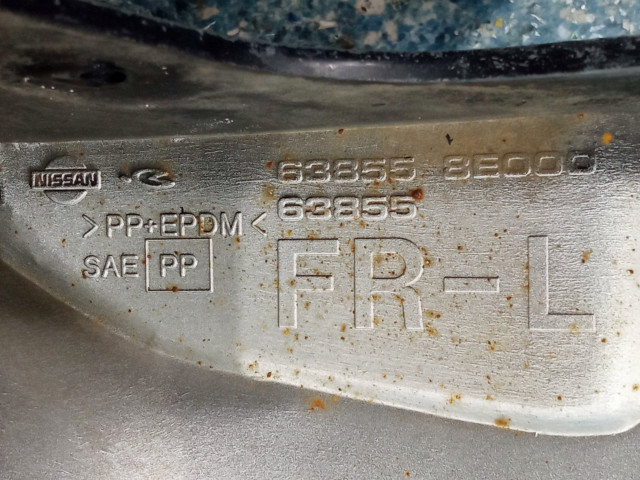 NISSAN 63855 8E000
>PP+EPDM< 63855
SAE PP FR-L